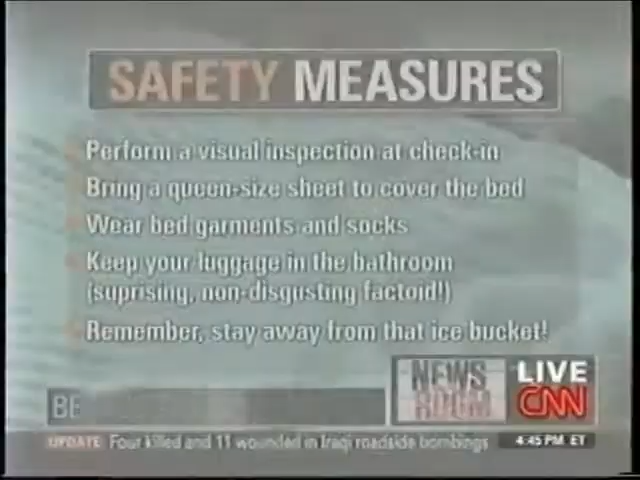 SAFETY MEASURES
Perform a visual inspection at check-in
Bring a queen-size sheet to cover the bed
Wear bed garments and socks
Keep your luggage in the bathroom
(suprising, non-disgusting factoid!)
Remember, stay away from that ice bucket!
NEWS
ROOM
LIVE
CNN
BE
UPDATE Four killed and 11 wounded in Iraqi roadside bombings 4:45 PM ET